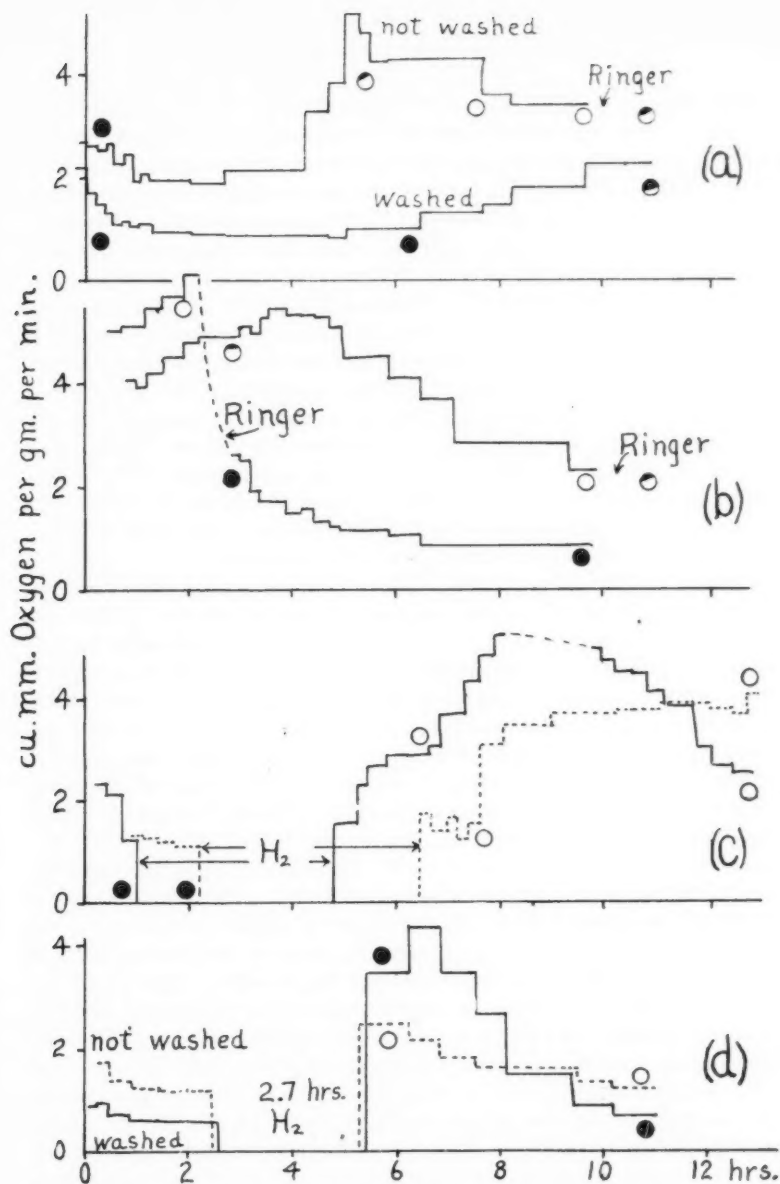 cu. mm. Oxygen per gm. per min.
not washed
Ringer
4
(a)
2
washed
0
Ringer
4
Ringer
(b)
2
0
4
2
H₂
(c)
0
4
not washed
2
2.7 hrs.
H₂
(d)
washed
0
0 2 4 6 8 10 12 hrs.